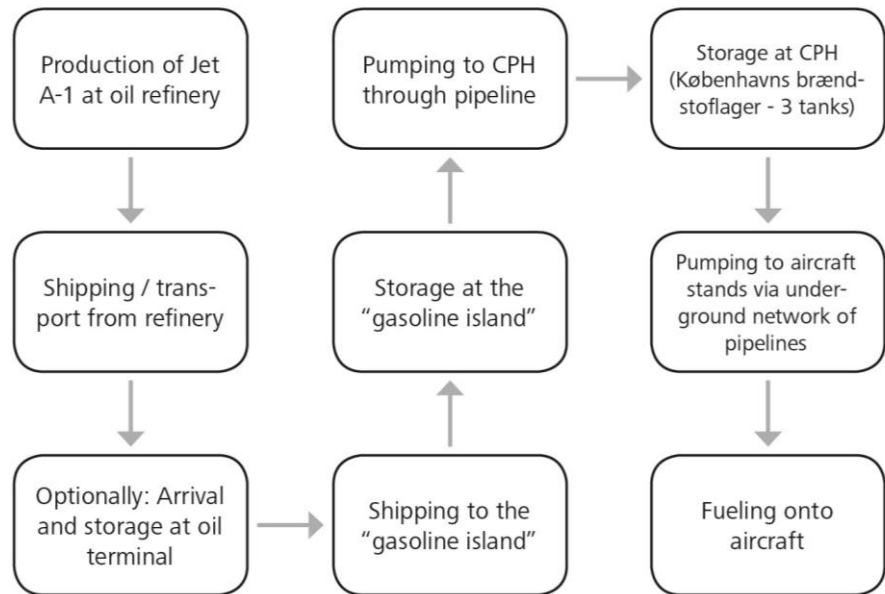 Production of Jet
A-1 at oil refinery
Shipping / trans-
port from refinery
Optionally: Arrival
and storage at oil
terminal
Shipping to the
“gasoline island”
Storage at the
“gasoline island”
Pumping to CPH
through pipeline
Storage at CPH
(Københavns brænd-
stoflager - 3 tanks)
Pumping to aircraft
stands via under-
ground network of
pipelines
Fueling onto
aircraft